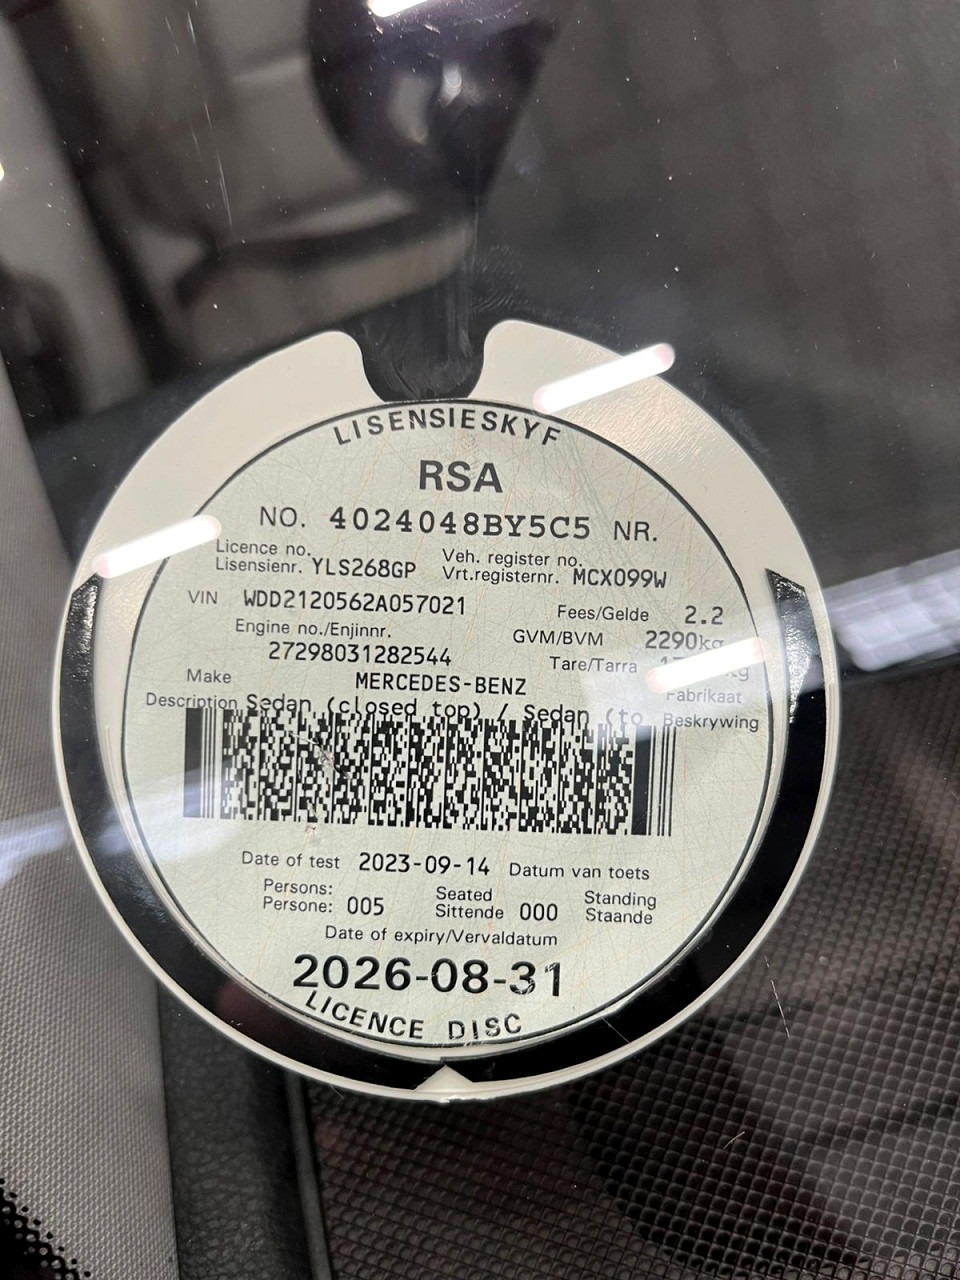 LISENSIESKYF
RSA
NO. 4024048BY5C5 NR.
Licence no. Veh. register no.
Lisensienr. YLS268GP Vrt.registernr. MCX099W
VIN WDD2120562A057021 Fees/Gelde 2.2
Engine no./Enjinnr. GVM/BVM 2290kg
27298031282544 Tare/Tarra
Make MERCEDES-BENZ Fabrikaat
Description Sedan (closed top) / Sedan (to Beskrywing
Date of test 2023-09-14 Datum van toets
Persons: Seated Standing
Persone: 005 Sittende 000 Staande
Date of expiry/Vervaldatum
2026-08-31
LICENCE DISC